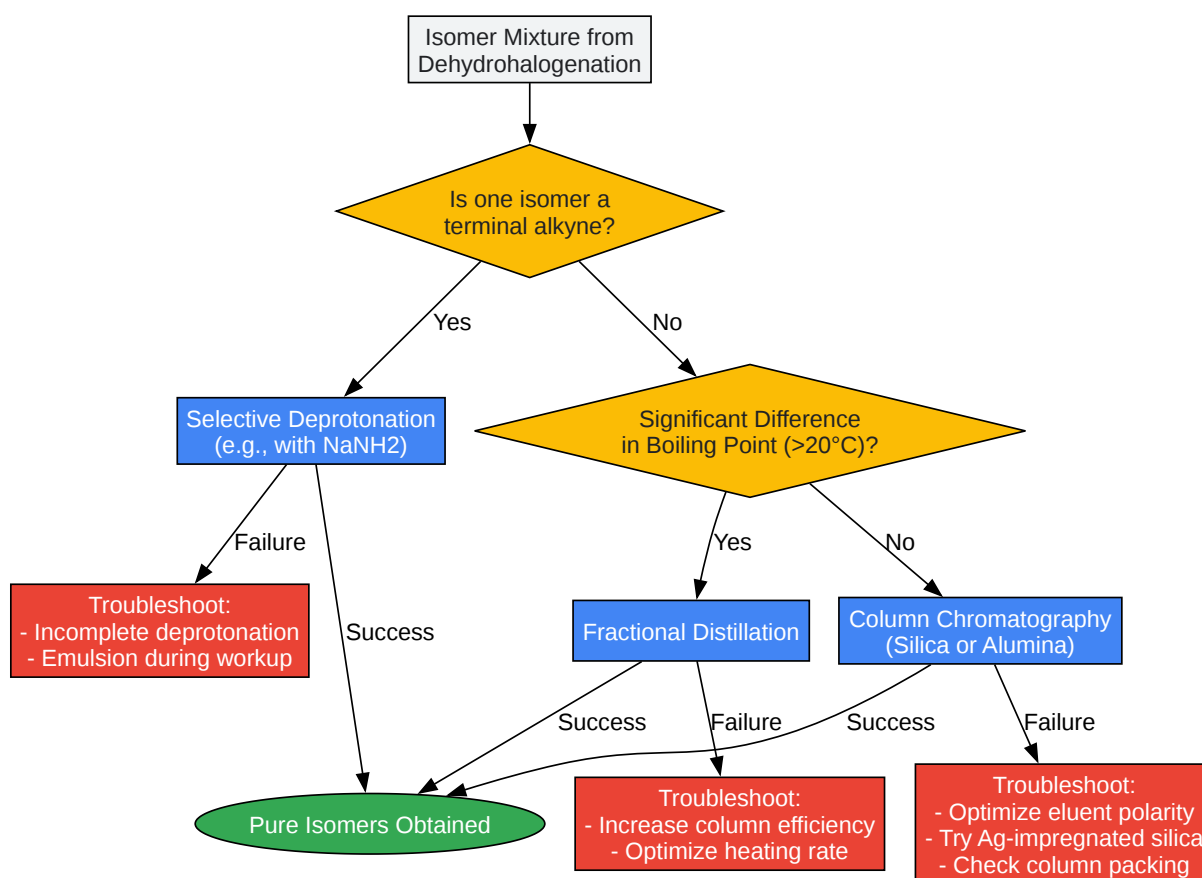 Isomer Mixture from
Dehydrohalogenation
Is one isomer a
terminal alkyne?
Yes
No
Selective Deprotonation
(e.g., with NaNH2)
Significant Difference
in Boiling Point (>20°C)?
Failure
Yes
No
Troubleshoot:
- Incomplete deprotonation
- Emulsion during workup
Success
Fractional Distillation
Column Chromatography
(Silica or Alumina)
Success
Failure
Success
Failure
Pure Isomers Obtained
Troubleshoot:
- Increase column efficiency
- Optimize heating rate
Troubleshoot:
- Optimize eluent polarity
- Try Ag-impregnated silica
- Check column packing